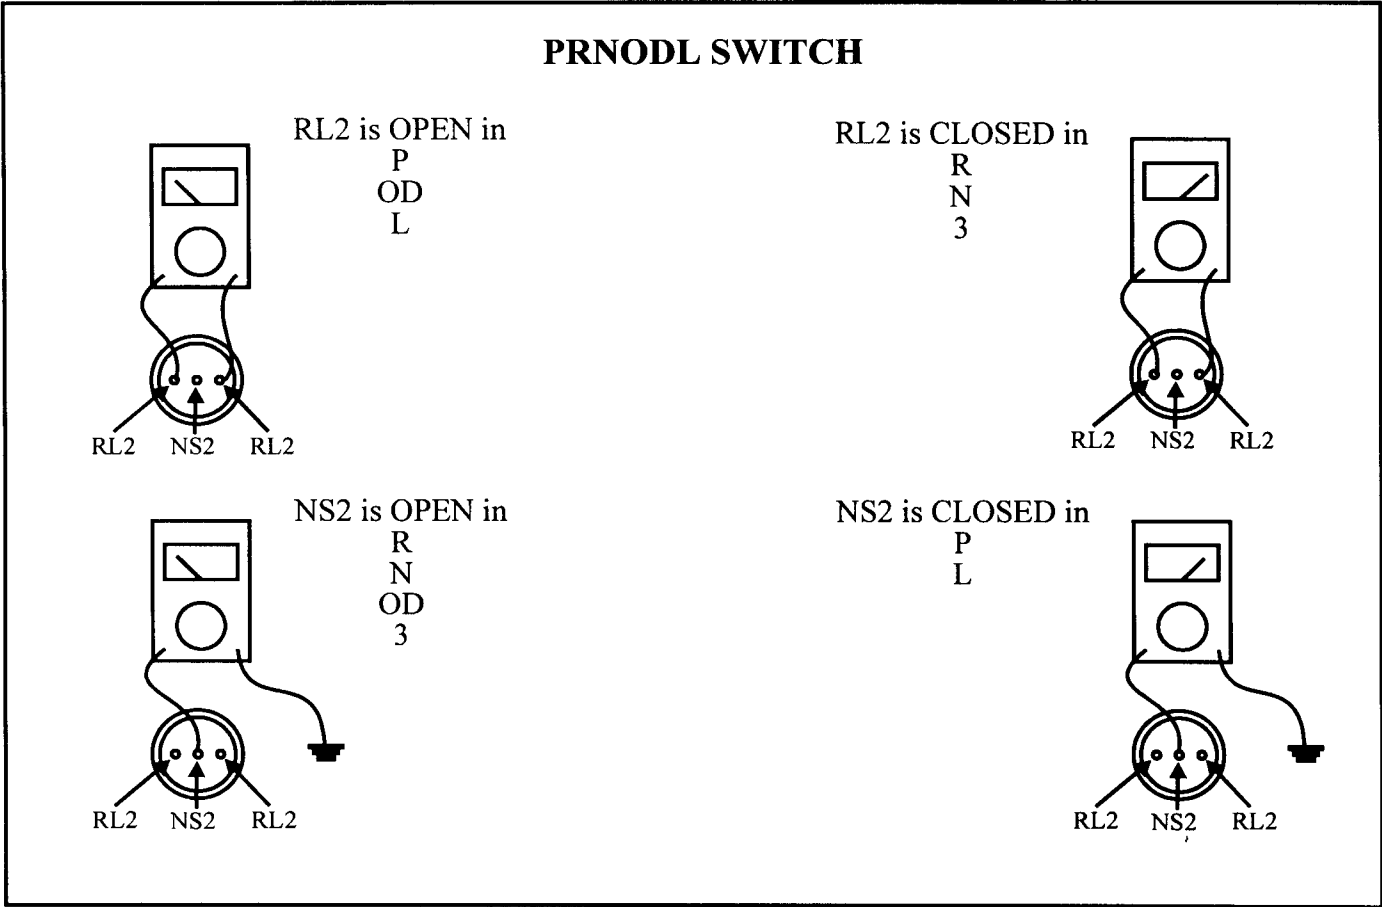 PRNODL SWITCH
RL2 is OPEN in
P
OD
L
RL2 NS2 RL2
RL2 is CLOSED in
R
N
3
RL2 NS2 RL2
NS2 is OPEN in
R
N
OD
3
RL2 NS2 RL2
NS2 is CLOSED in
P
L
RL2 NS2 RL2